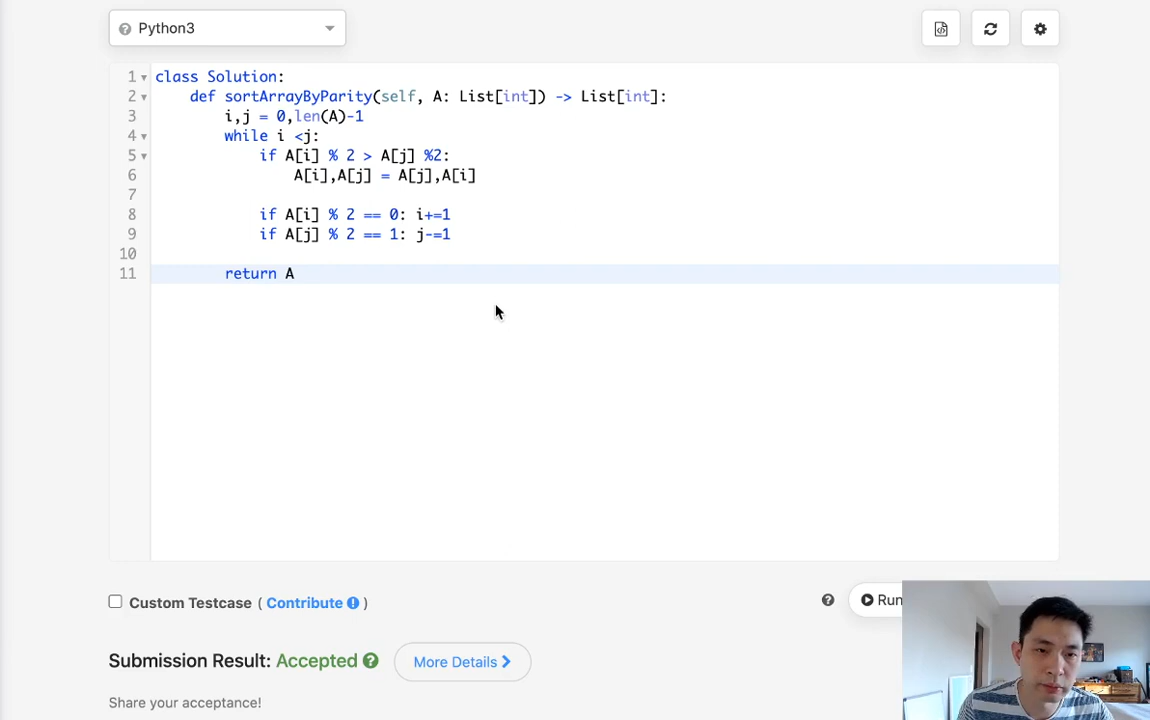 Python3
1 class Solution:
2 def sortArrayByParity(self, A: List[int]) -> List[int]:
3 i,j = 0,len(A)-1
4 while i <j:
5 if A[i] % 2 > A[j] %2:
6 A[i],A[j] = A[j],A[i]
7
8 if A[i] % 2 == 0: i+=1
9 if A[j] % 2 == 1: j-=1
10
11 return A
Custom Testcase ( Contribute )
Run
Submission Result: Accepted
More Details
Share your acceptance!